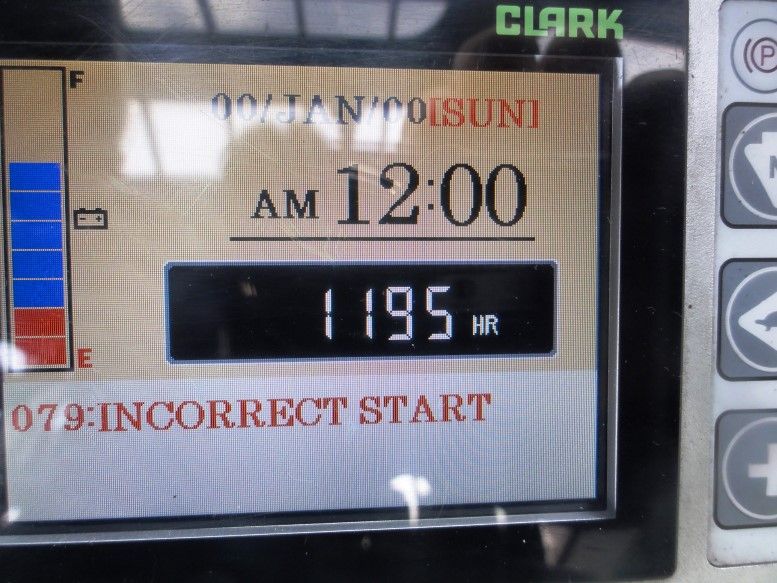 CLARK
F
00/JAN/00[SUN]
AM 12:00
1195 HR
E
079:INCORRECT START
P
N